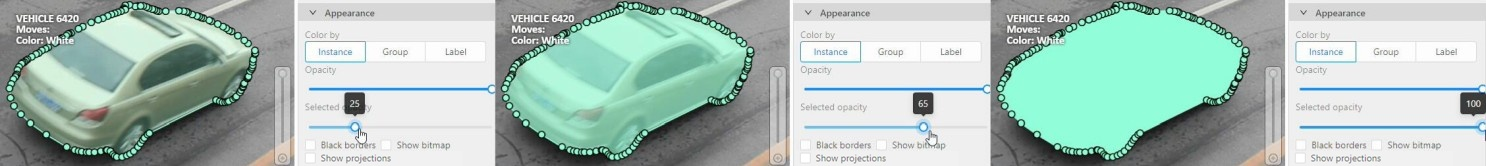 VEHICLE 6420
Moves:
Color: White
Appearance
Color by
Instance Group Label
Opacity
Selected opacity
25
Black borders Show bitmap
Show projections
VEHICLE 6420
Moves:
Color: White
Appearance
Color by
Instance Group Label
Opacity
Selected opacity
65
Black borders Show bitmap
Show projections
VEHICLE 6420
Moves:
Color: White
Appearance
Color by
Instance Group Label
Opacity
Selected opacity
100
Black borders Show bitmap
Show projections